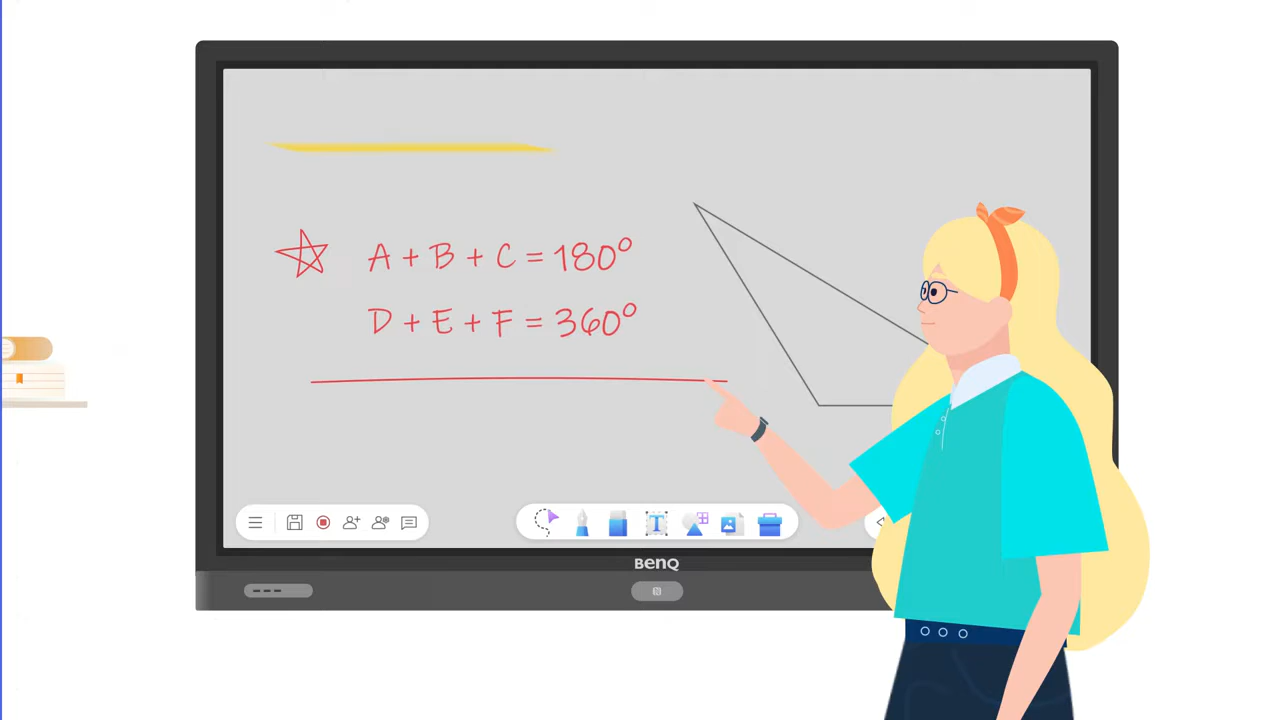 A + B + C = 180°
D + E + F = 360°
T
BenQ